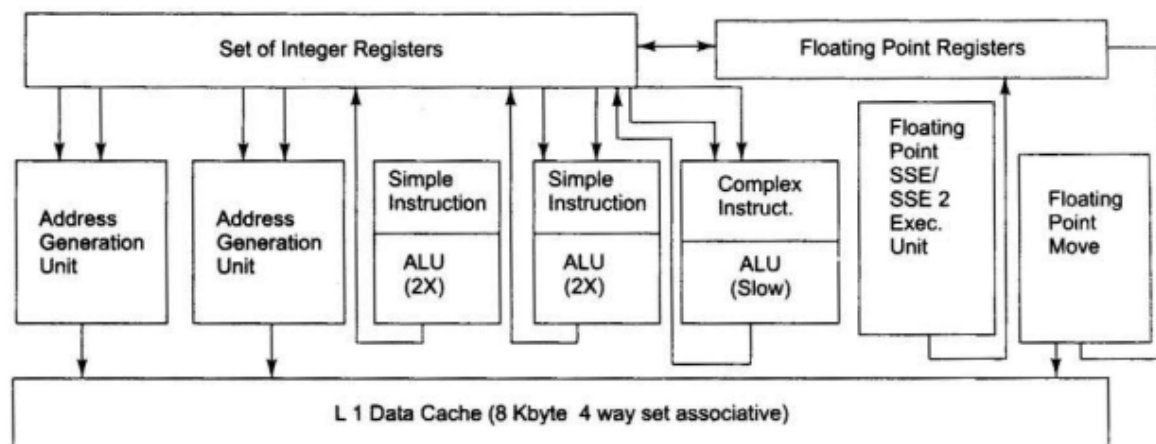 Set of Integer Registers
Floating Point Registers
Address
Generation
Unit
Address
Generation
Unit
Simple
Instruction
ALU
(2X)
Simple
Instruction
ALU
(2X)
Complex
Instruct.
ALU
(Slow)
Floating
Point
SSE/
SSE 2
Exec.
Unit
Floating
Point
Move
L 1 Data Cache (8 Kbyte 4 way set associative)